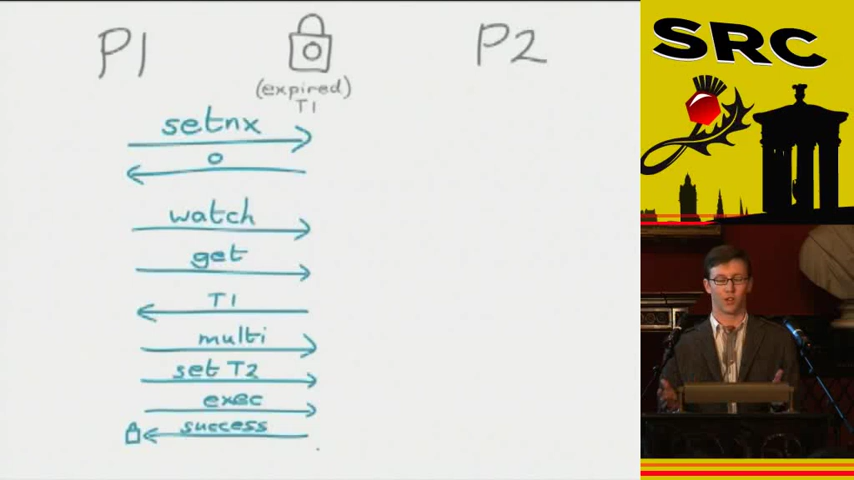 P1
P2
(expired)
T1
setnx
0
watch
get
T1
multi
set T2
exec
success
SRC